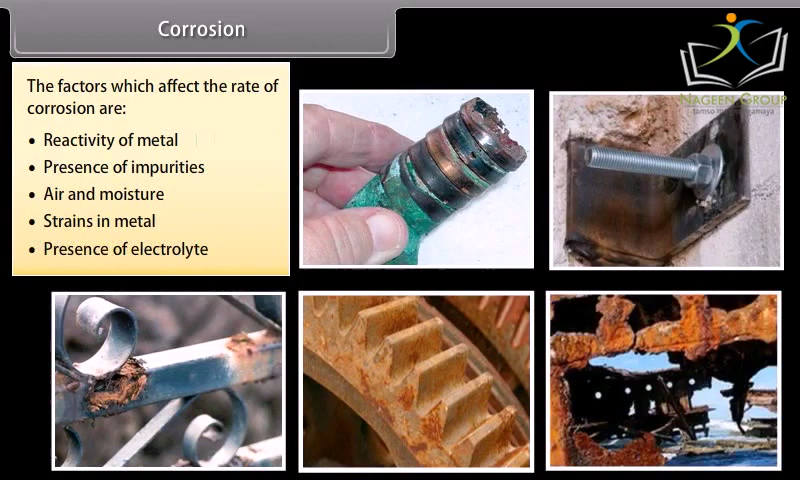 Corrosion
NAGEEN GROUP
The factors which affect the rate of
corrosion are:
• Reactivity of metal
• Presence of impurities
• Air and moisture
• Strains in metal
• Presence of electrolyte